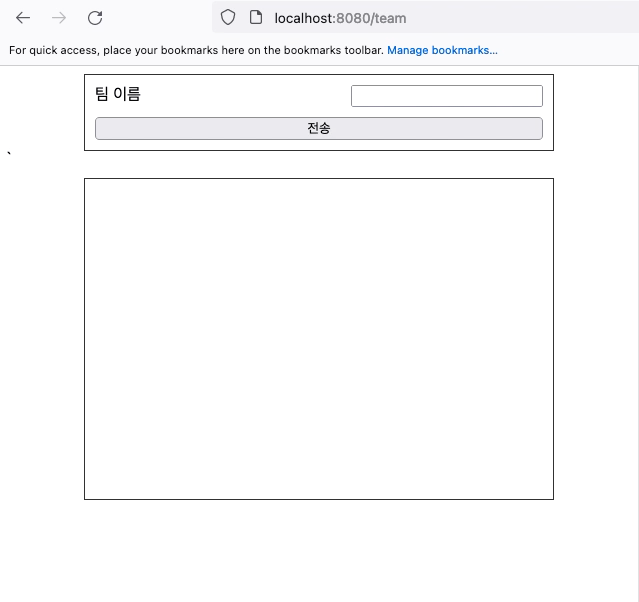 localhost:8080/team
For quick access, place your bookmarks here on the bookmarks toolbar. Manage bookmarks...
팀 이름
전송
`